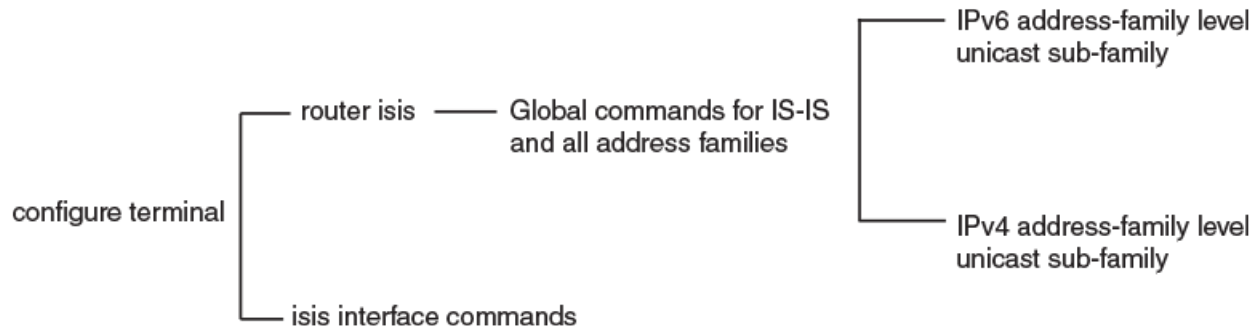 IPv6 address-family level
unicast sub-family
router isis
Global commands for IS-IS
and all address families
configure terminal
IPv4 address-family level
unicast sub-family
isis interface commands